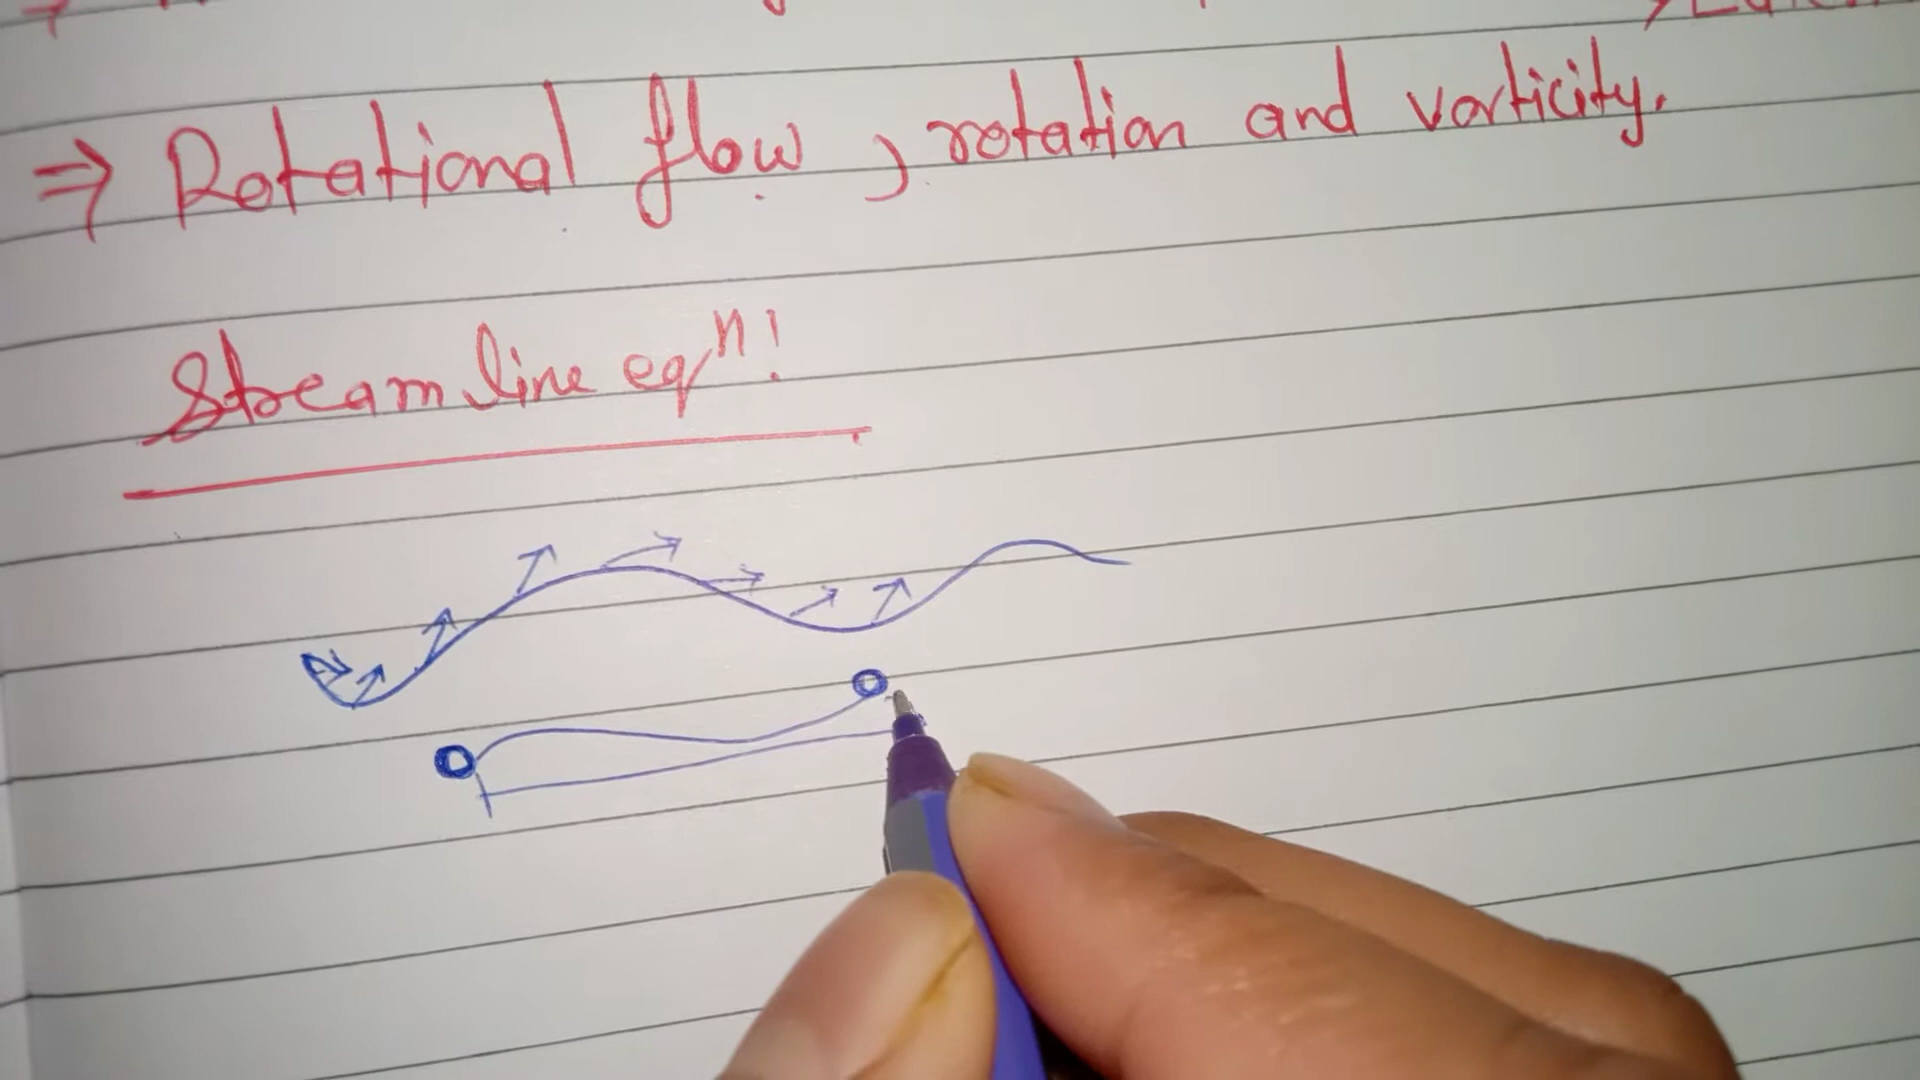 ⇒ Rotational flow, rotation and vorticity.
Stream line eqⁿ: